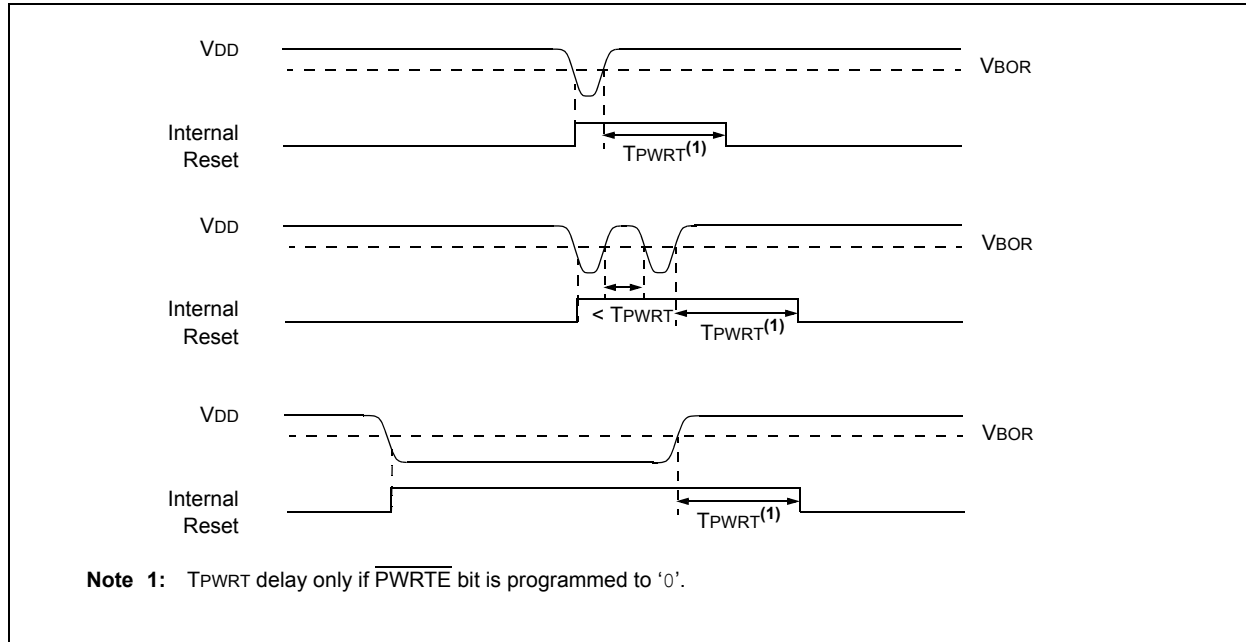 VDD
VBOR
Internal
Reset
TPWRT(1)
VDD
VBOR
Internal
Reset
< TPWRT
TPWRT(1)
VDD
VBOR
Internal
Reset
TPWRT(1)
Note 1: TPWRT delay only if PWRTE bit is programmed to ‘0’.